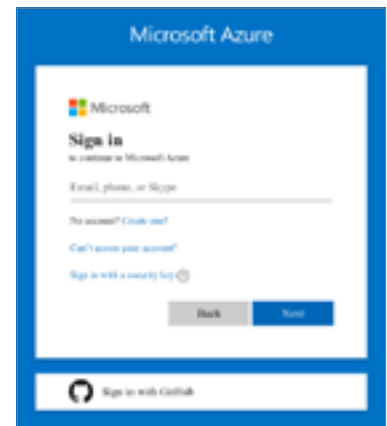 Microsoft Azure
Microsoft
Sign in
to continue to Microsoft Azure
Email, phone, or Skype
No account? Create one!
Can't access your account?
Sign in with a security key
Back Next
Sign in with GitHub